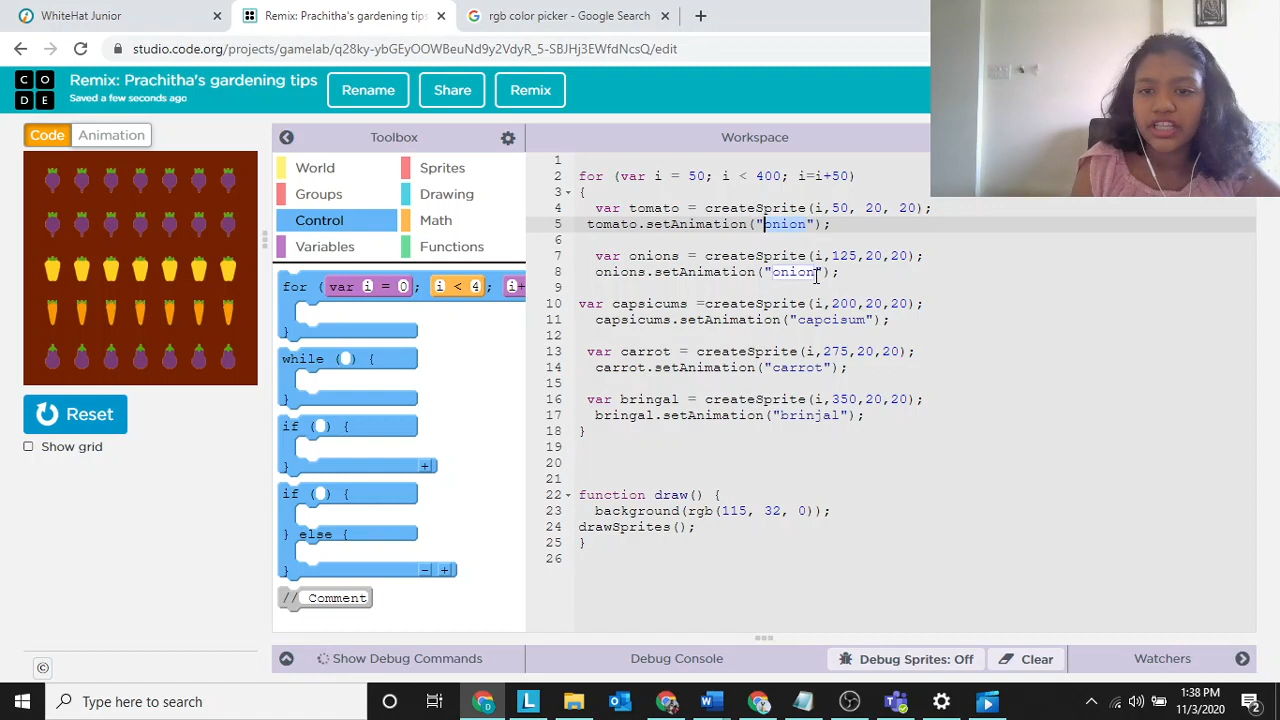 WhiteHat Junior
Remix: Prachitha's gardening tips
rgb color picker - Google Search
studio.code.org/projects/gamelab/q28ky-ybGEyOOWBeuNd9y2VdyR_5-SBJHj3EWfdNcsQ/edit
C O
D E
Remix: Prachitha's gardening tips
Saved a few seconds ago
Rename
Share
Remix
Code
Animation
Toolbox
Workspace
World
Sprites
Groups
Drawing
Control
Math
Variables
Functions
for ( var i = 0 ; i < 4 ; i+
}
while ( ) {
}
if ( ) {
} +
if ( ) {
} else {
} - +
// Comment
1
2 for (var i = 50; i < 400; i=i+50)
3 {
4 var tomato = createSprite(i,50, 20, 20);
5 tomato.setAnimation("onion");
6
7 var onions = createSprite(i,125,20,20);
8 onions.setAnimation("onion");
9
10 var capsicums =createSprite(i,200,20,20);
11 capsicums.setAnimation("capcisum");
12
13 var carrot = createSprite(i,275,20,20);
14 carrot.setAnimation("carrot");
15
16 var bringal = createSprite(i,350,20,20);
17 bringal.setAnimation("brinjal");
18 }
19
20
21
22 function draw() {
23 background(rgb(115, 32, 0));
24 drawSprites();
25 }
26
Reset
Show grid
©
Show Debug Commands
Debug Console
Debug Sprites: Off
Clear
Watchers
Type here to search
1:38 PM
11/3/2020